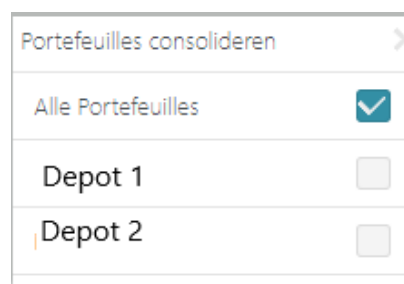 Portefeuilles consolideren
Alle Portefeuilles
Depot 1
Depot 2